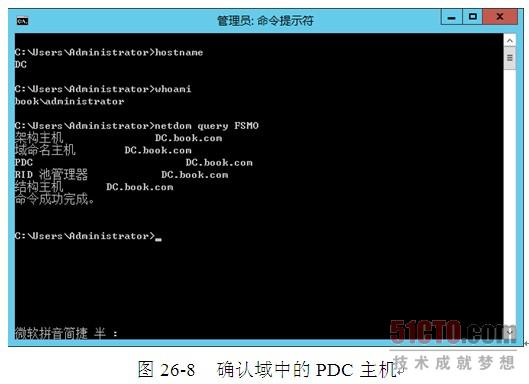 管理员: 命令提示符
C:\Users\Administrator>hostname
DC
C:\Users\Administrator>whoami
book\administrator
C:\Users\Administrator>netdom query FSMO
架构主机 DC.book.com
域命名主机 DC.book.com
PDC DC.book.com
RID 池管理器 DC.book.com
结构主机 DC.book.com
命令成功完成。
C:\Users\Administrator>_
微软拼音简捷 半 :
51CTO.com
技术成就梦想
图 26-8 确认域中的 PDC 主机